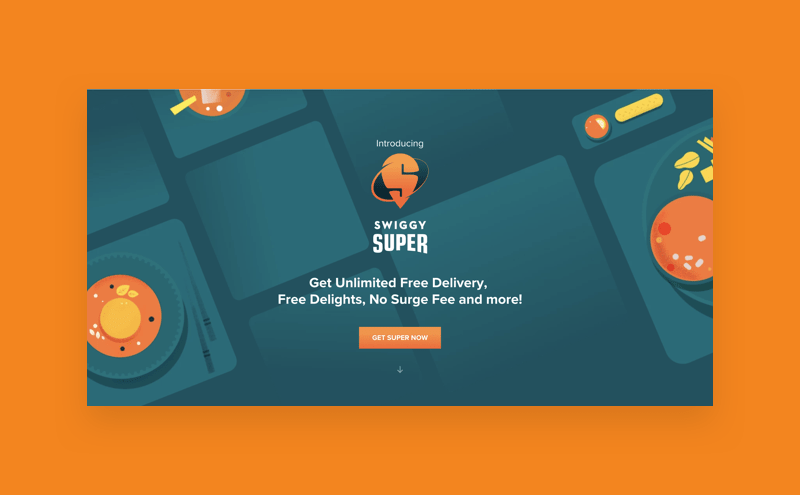 Introducing
SWIGGY
SUPER
Get Unlimited Free Delivery,
Free Delights, No Surge Fee and more!
GET SUPER NOW